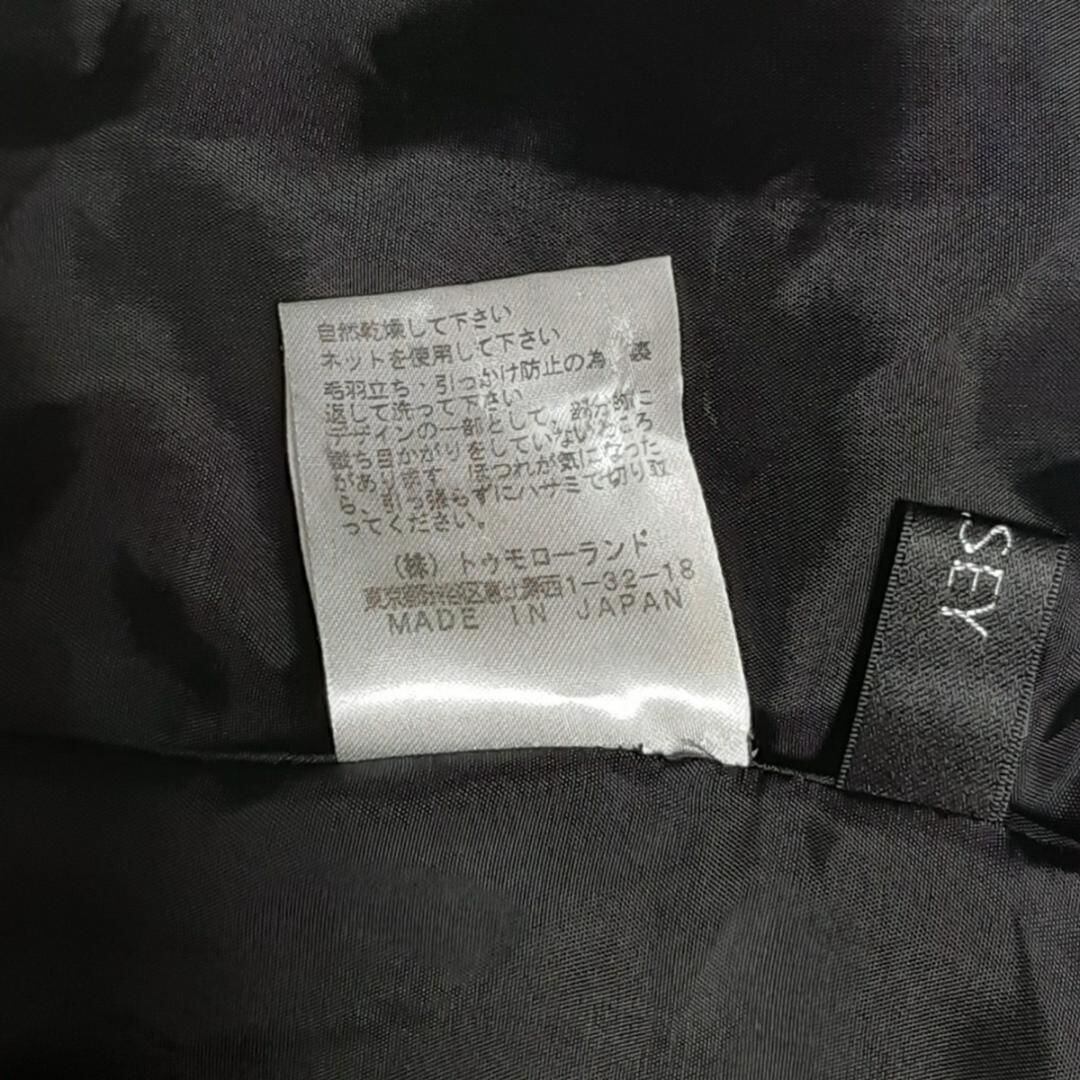 自然乾燥して下さい
ネットを使用して下さい
毛羽立ち・引っかけ防止の為、裏
返して洗って下さい
デザインの一部として、部分的に
裁ち目かがりをしていないところ
があります。ほつれが気になった
ら、引っ張らずにハサミで切り
ってください。
(株)トゥモローランド
東京都渋谷区 1-32-18
MADE IN JAPAN
SEY